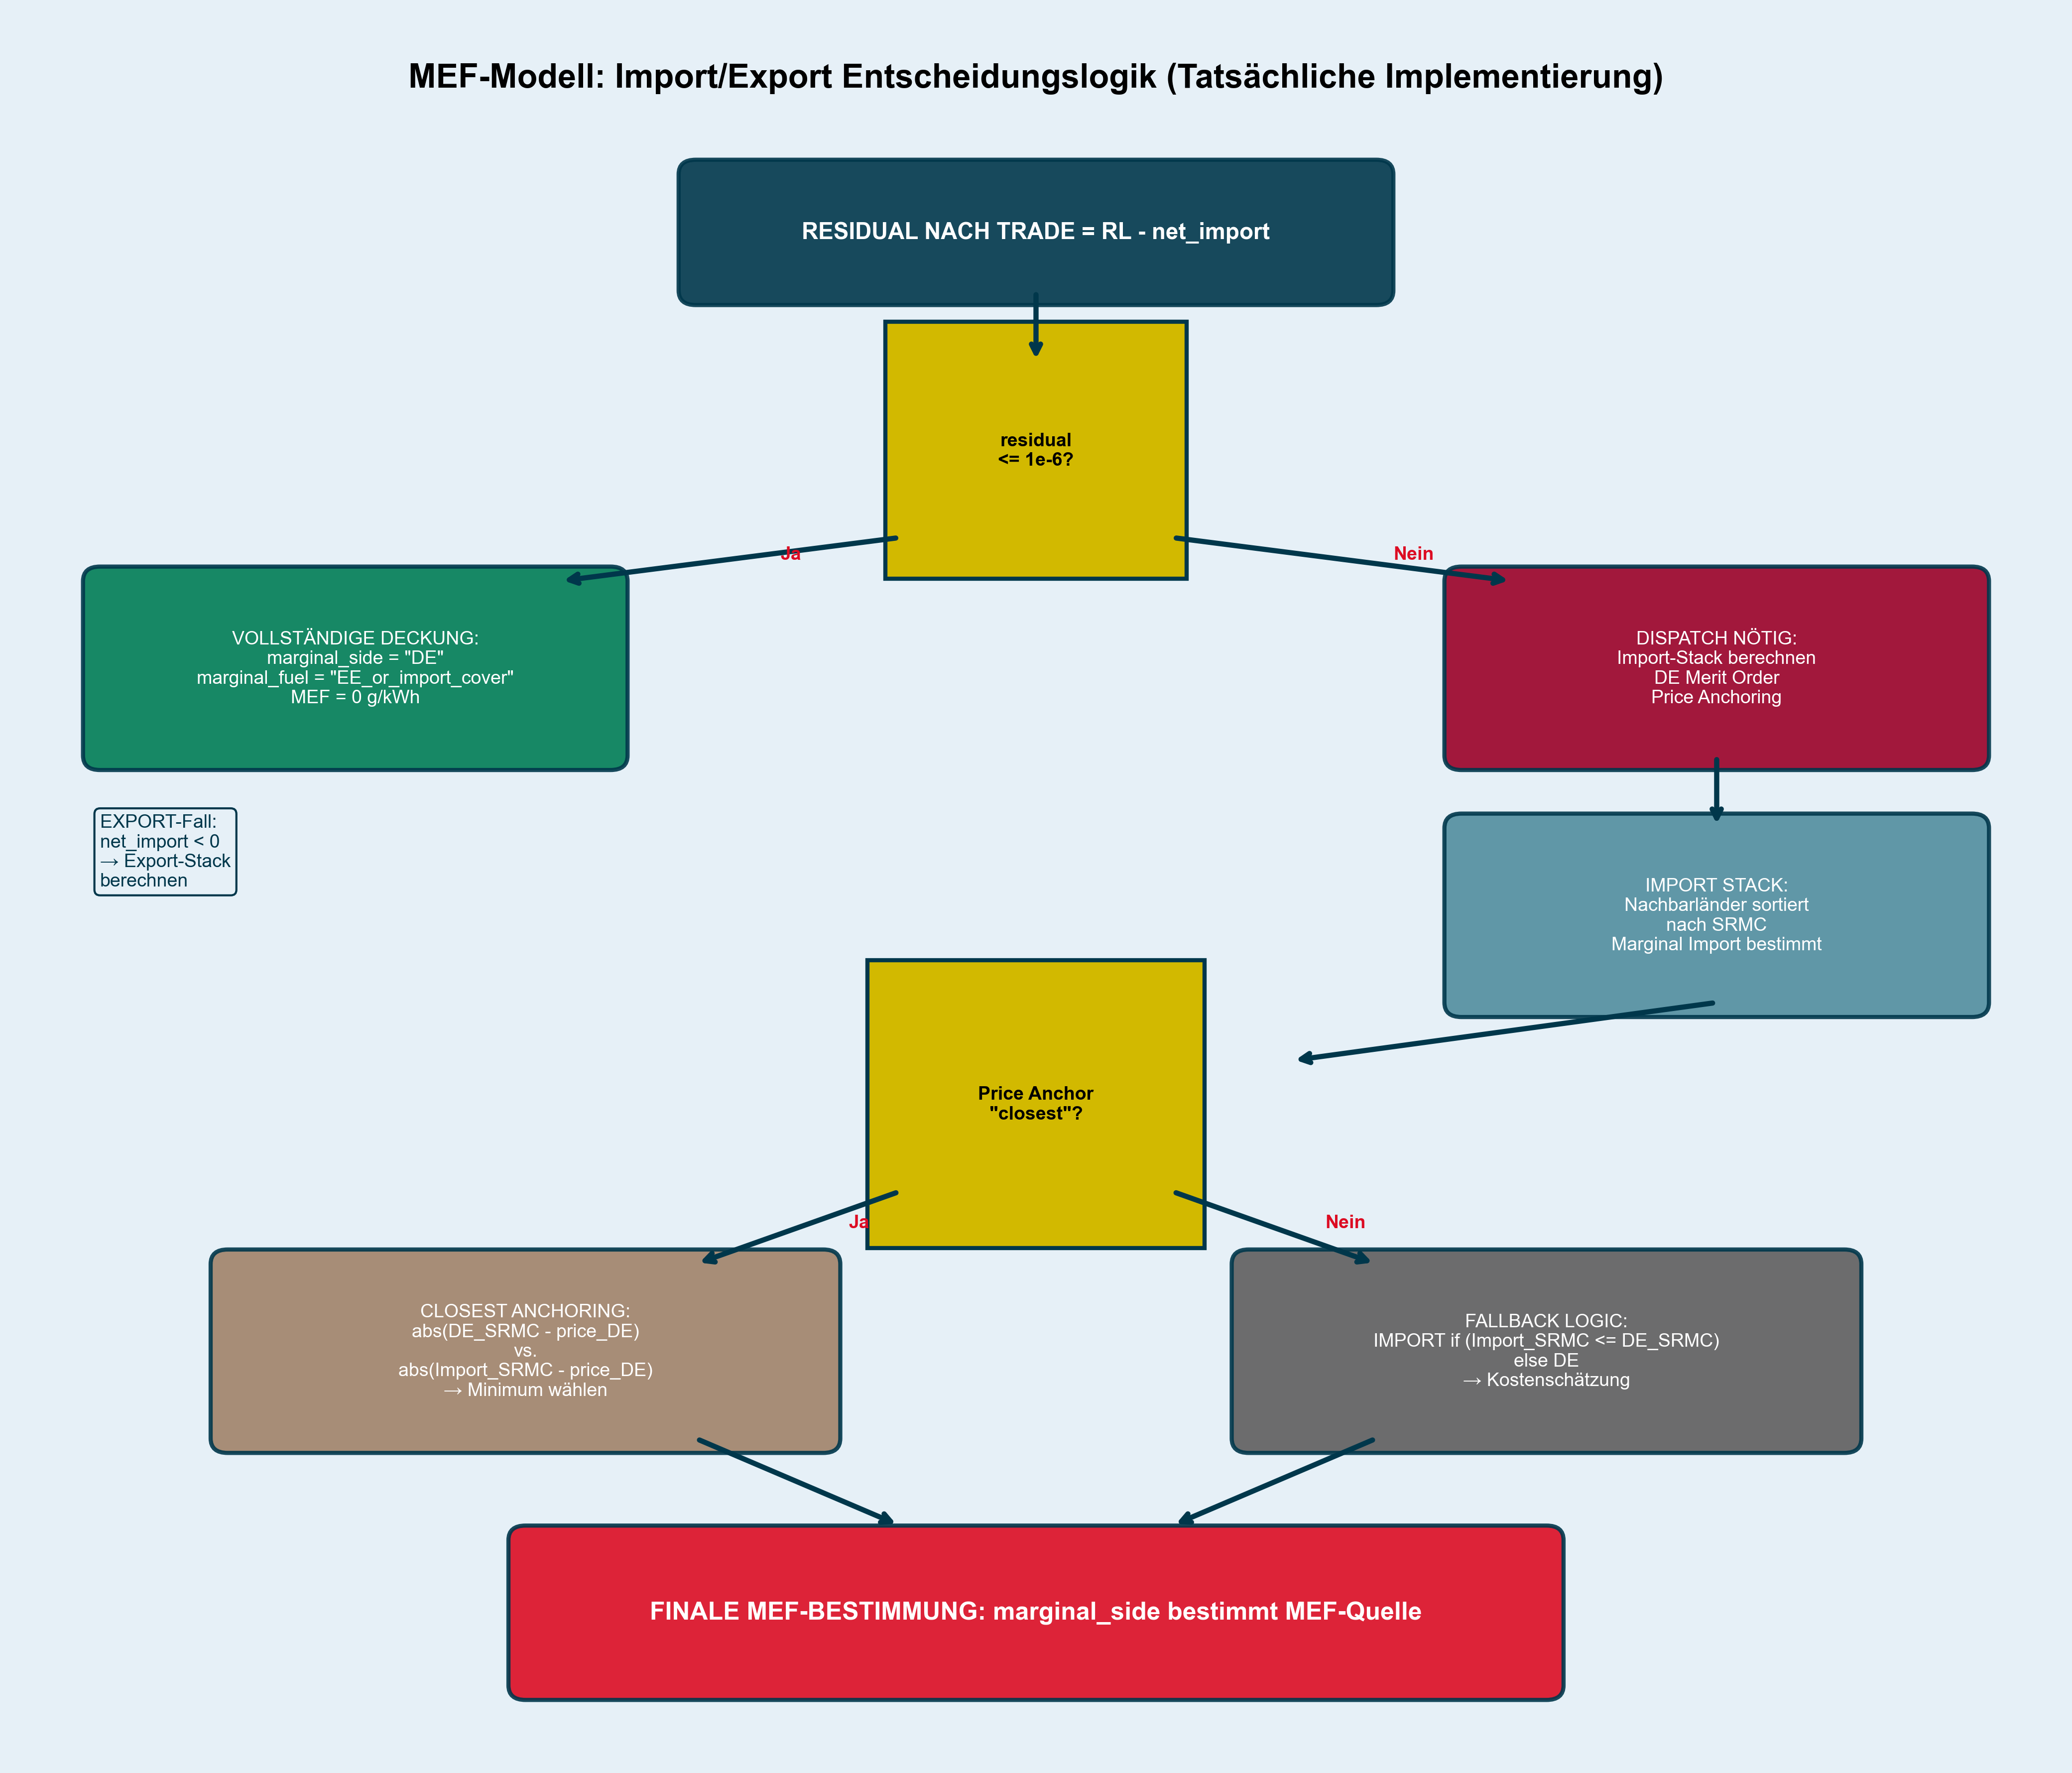 MEF-Modell: Import/Export Entscheidungslogik (Tatsächliche Implementierung)
RESIDUAL NACH TRADE = RL - net_import
residual
<= 1e-6?
Ja
Nein
VOLLSTÄNDIGE DECKUNG:
marginal_side = "DE"
marginal_fuel = "EE_or_import_cover"
MEF = 0 g/kWh
DISPATCH NÖTIG:
Import-Stack berechnen
DE Merit Order
Price Anchoring
EXPORT-Fall:
net_import < 0
→ Export-Stack
berechnen
IMPORT STACK:
Nachbarländer sortiert
nach SRMC
Marginal Import bestimmt
Price Anchor
"closest"?
Ja
Nein
CLOSEST ANCHORING:
abs(DE_SRMC - price_DE)
vs.
abs(Import_SRMC - price_DE)
→ Minimum wählen
FALLBACK LOGIC:
IMPORT if (Import_SRMC <= DE_SRMC)
else DE
→ Kostenschätzung
FINALE MEF-BESTIMMUNG: marginal_side bestimmt MEF-Quelle